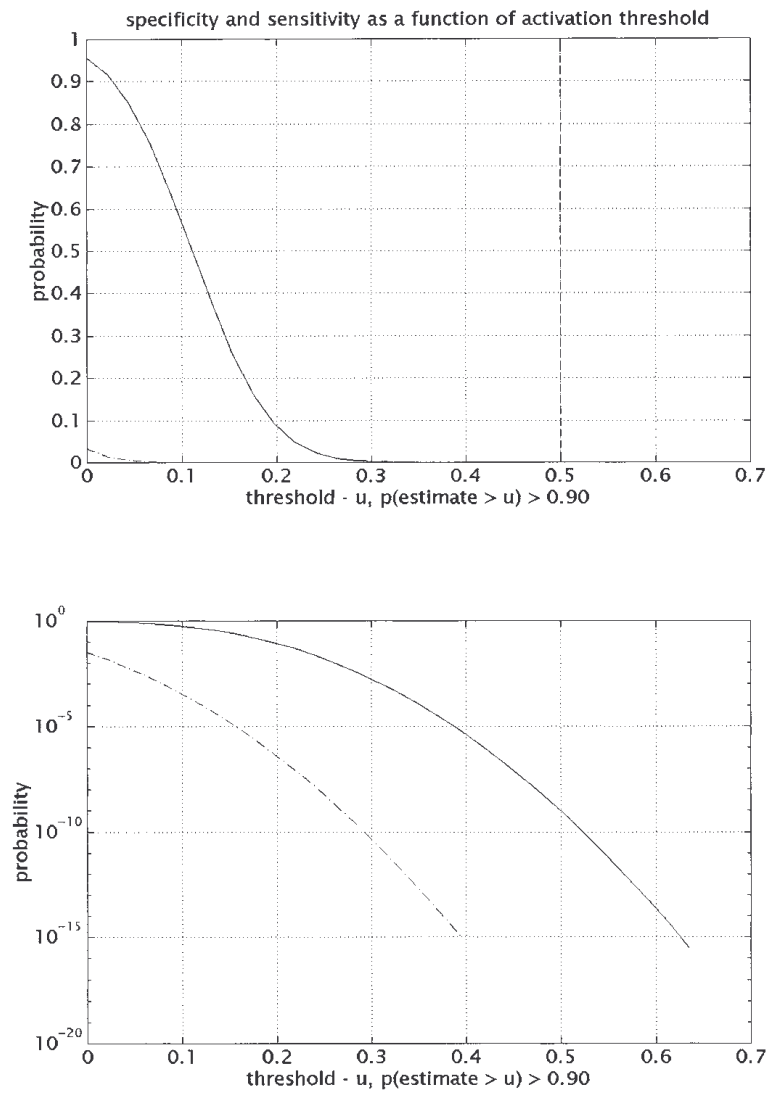 specificity and sensitivity as a function of activation threshold
1
0.9
0.8
0.7
0.6
0.5
0.4
0.3
0.2
0.1
0
probability
0 0.1 0.2 0.3 0.4 0.5 0.6 0.7
threshold - u, p(estimate > u) > 0.90
10^0
10^-5
10^-10
10^-15
10^-20
probability
0 0.1 0.2 0.3 0.4 0.5 0.6 0.7
threshold - u, p(estimate > u) > 0.90